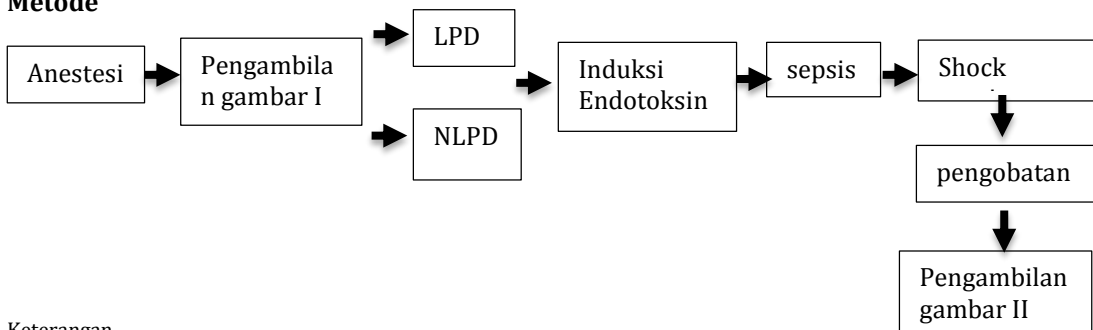 Metode
Anestesi
Pengambila
n gambar I
LPD
NLPD
Induksi
Endotoksin
sepsis
Shock
pengobatan
Pengambilan
gambar II
Keterangan